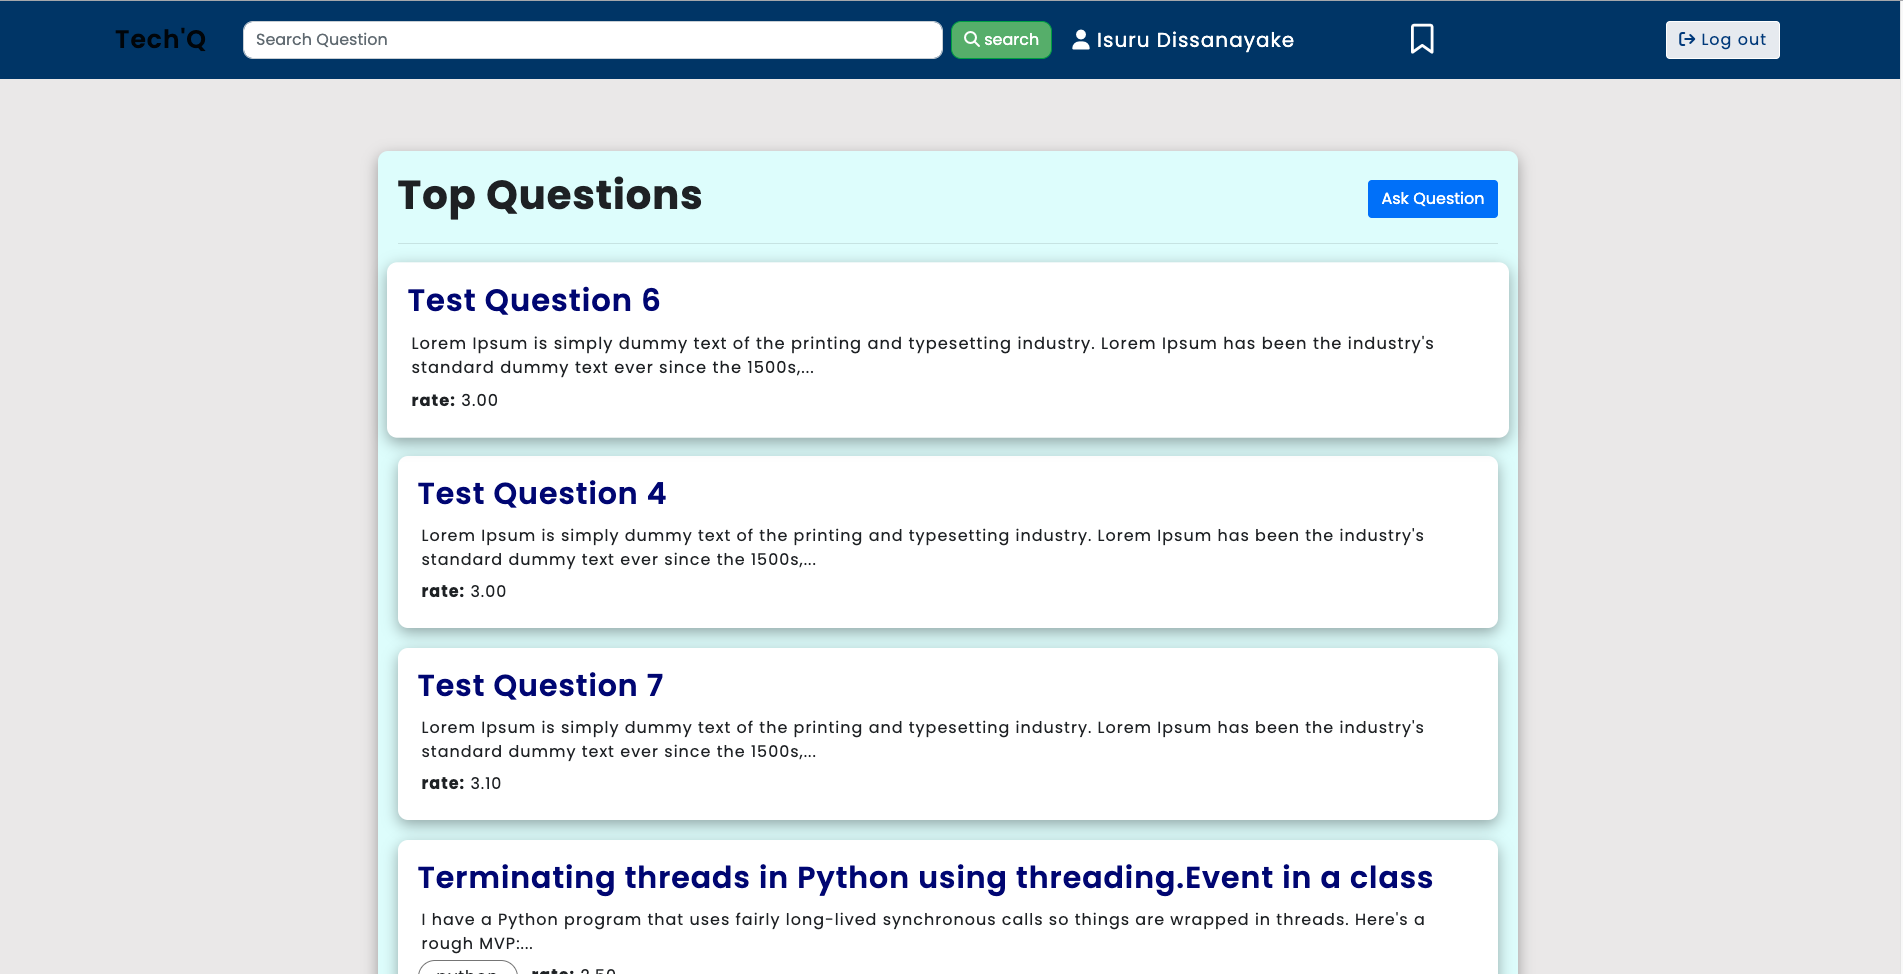 Tech'Q
Search Question
search
Isuru Dissanayake
Log out
Top Questions
Ask Question
Test Question 6
Lorem Ipsum is simply dummy text of the printing and typesetting industry. Lorem Ipsum has been the industry's
standard dummy text ever since the 1500s,...
rate: 3.00
Test Question 4
Lorem Ipsum is simply dummy text of the printing and typesetting industry. Lorem Ipsum has been the industry's
standard dummy text ever since the 1500s,...
rate: 3.00
Test Question 7
Lorem Ipsum is simply dummy text of the printing and typesetting industry. Lorem Ipsum has been the industry's
standard dummy text ever since the 1500s,...
rate: 3.10
Terminating threads in Python using threading.Event in a class
I have a Python program that uses fairly long-lived synchronous calls so things are wrapped in threads. Here's a
rough MVP:...
python rate: 2.50